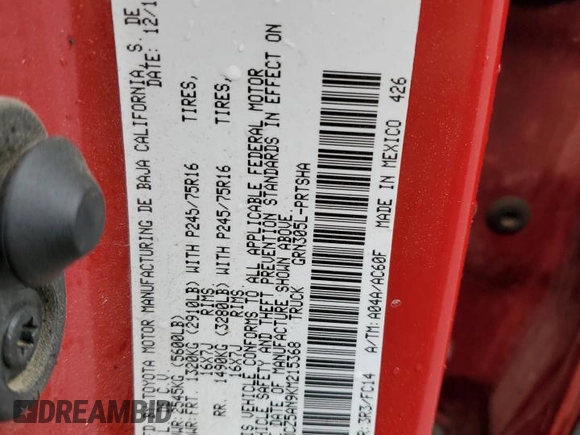 TOYOTA MOTOR MANUFACTURING DE BAJA CALIFORNIA, S. DE
C.V. DATE: 12/1
2545KG (5600LB)
FRT: 1320KG (2910LB) WITH P245/75R16 TIRES,
16X7J RIMS,
RR 1490KG (3280LB) WITH P245/75R16 TIRES,
16X7J RIMS,
VEHICLE CONFORMS TO ALL APPLICABLE FEDERAL MOTOR
VEHICLE SAFETY AND THEFT PREVENTION STANDARDS IN EFFECT ON
DATE OF MANUFACTURE SHOWN ABOVE.
CZ5AN9KM215368 TRUCK GRN305L-PRTSHA
3R3/FC14 A/TM: A04A/AC60F MADE IN MEXICO 426
DREAMBID